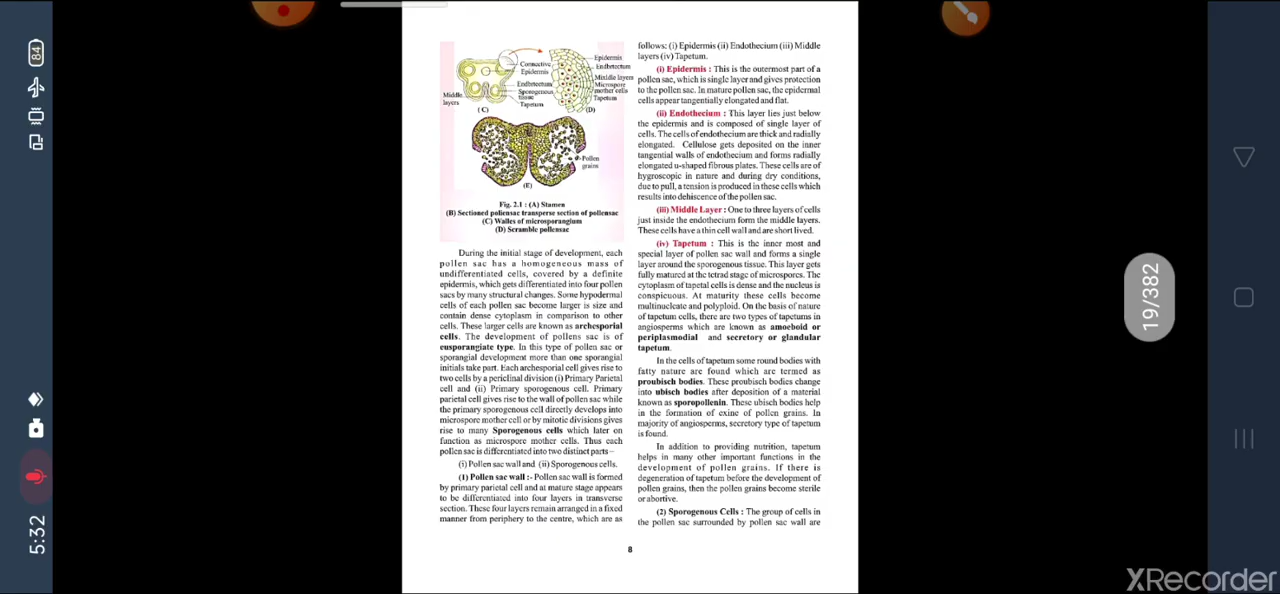 84
5:32
Connective
Epidermis
Endbrtectum
Sporogenous
tissue
Tapetum
Middle
layers
(C)
Epidermis
Endbrtectum
Mixidle layers
Microspore
mother cells
Tapetum
(D)
Pollen
grains
(E)
Fig. 2.1 : (A) Stamen
(B) Sectioned pollensac transperse section of pollensac
(C) Walles of microsporangium
(D) Scramble pollensac
During the initial stage of development, each
pollen sac has a homogeneous mass of
undifferentiated cells, covered by a definite
epidermis, which gets differentiated into four pollen
sacs by many structural changes. Some hypodermal
cells of each pollen sac become larger is size and
contain dense cytoplasm in comparison to other
cells. These larger cells are known as archesporial
cells. The development of pollens sac is of
eusporangiate type. In this type of pollen sac or
sporangial development more than one sporangial
initials take part. Each archesporial cell gives rise to
two cells by a periclinal division (i) Primary Parietal
cell and (ii) Primary sporogenous cell. Primary
parietal cell gives rise to the wall of pollen sac while
the primary sporogenous cell directly develops into
microspore mother cell or by mitotic divisions gives
rise to many Sporogenous cells which later on
function as microspore mother cells. Thus each
pollen sac is differentiated into two distinct parts –
(i) Pollen sac wall and (ii) Sporogenous cells.
(1) Pollen sac wall :- Pollen sac wall is formed
by primary parietal cell and at mature stage appears
to be differentiated into four layers in transverse
section. These four layers remain arranged in a fixed
manner from periphery to the centre, which are as
follows: (i) Epidermis (ii) Endothecium (iii) Middle
layers (iv) Tapetum.
(i) Epidermis : This is the outermost part of a
pollen sac, which is single layer and gives protection
to the pollen sac. In mature pollen sac, the epidermal
cells appear tangentially elongated and flat.
(ii) Endothecium : This layer lies just below
the epidermis and is composed of single layer of
cells. The cells of endothecium are thick and radially
elongated. Cellulose gets deposited on the inner
tangential walls of endothecium and forms radially
elongated u-shaped fibrous plates. These cells are of
hygroscopic in nature and during dry conditions,
due to pull, a tension is produced in these cells which
results into dehiscence of the pollen sac.
(iii) Middle Layer : One to three layers of cells
just inside the endothecium form the middle layers.
These cells have a thin cell wall and are short lived.
(iv) Tapetum : This is the inner most and
special layer of pollen sac wall and forms a single
layer around the sporogenous tissue. This layer gets
fully matured at the tetrad stage of microspores. The
cytoplasm of tapetal cells is dense and the nucleus is
conspicuous. At maturity these cells become
multinucleate and polyploid. On the basis of nature
of tapetum cells, there are two types of tapetums in
angiosperms which are known as amoeboid or
periplasmodial and secretory or glandular
tapetum.
In the cells of tapetum some round bodies with
fatty nature are found which are termed as
proubisch bodies. These proubisch bodies change
into ubisch bodies after deposition of a material
known as sporopollenin. These ubisch bodies help
in the formation of exine of pollen grains. In
majority of angiosperms, secretory type of tapetum
is found.
In addition to providing nutrition, tapetum
helps in many other important functions in the
development of pollen grains. If there is
degeneration of tapetum before the development of
pollen grains, then the pollen grains become sterile
or abortive.
(2) Sporogenous Cells : The group of cells in
the pollen sac surrounded by pollen sac wall are
8
19/382
XRecorder